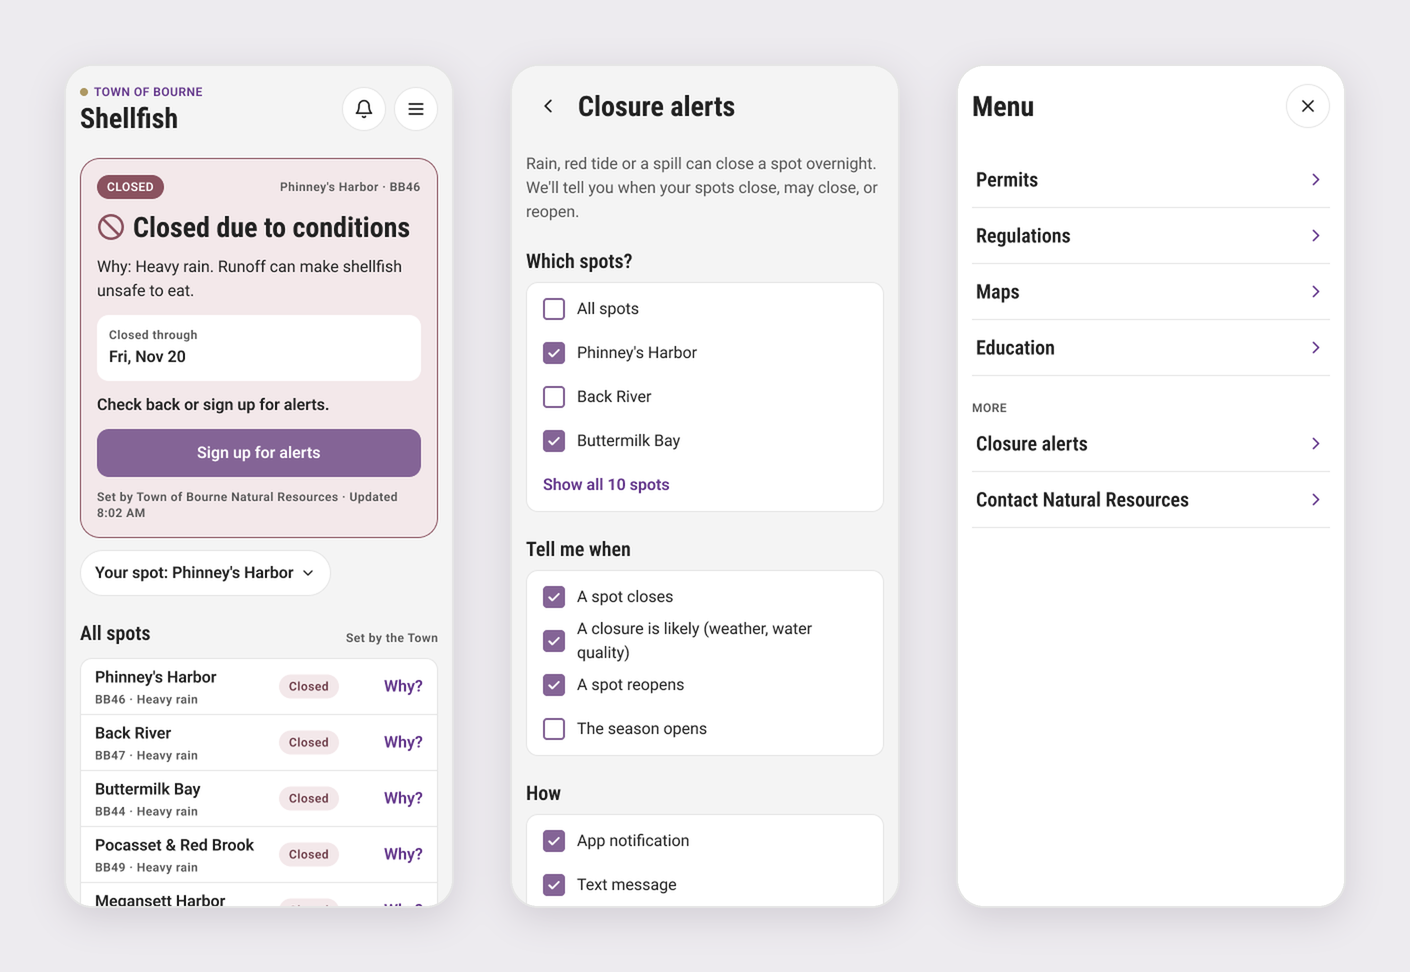 TOWN OF BOURNE
Shellfish
CLOSED
Phinney's Harbor · BB46
Closed due to conditions
Why: Heavy rain. Runoff can make shellfish
unsafe to eat.
Closed through
Fri, Nov 20
Check back or sign up for alerts.
Sign up for alerts
Set by Town of Bourne Natural Resources · Updated
8:02 AM
Your spot: Phinney's Harbor
All spots
Set by the Town
Phinney's Harbor
BB46 · Heavy rain
Closed
Why?
Back River
BB47 · Heavy rain
Closed
Why?
Buttermilk Bay
BB44 · Heavy rain
Closed
Why?
Pocasset & Red Brook
BB49 · Heavy rain
Closed
Why?
Megansett Harbor
Closure alerts
Rain, red tide or a spill can close a spot overnight.
We'll tell you when your spots close, may close, or
reopen.
Which spots?
All spots
Phinney's Harbor
Back River
Buttermilk Bay
Show all 10 spots
Tell me when
A spot closes
A closure is likely (weather, water
quality)
A spot reopens
The season opens
How
App notification
Text message
Menu
Permits
Regulations
Maps
Education
MORE
Closure alerts
Contact Natural Resources